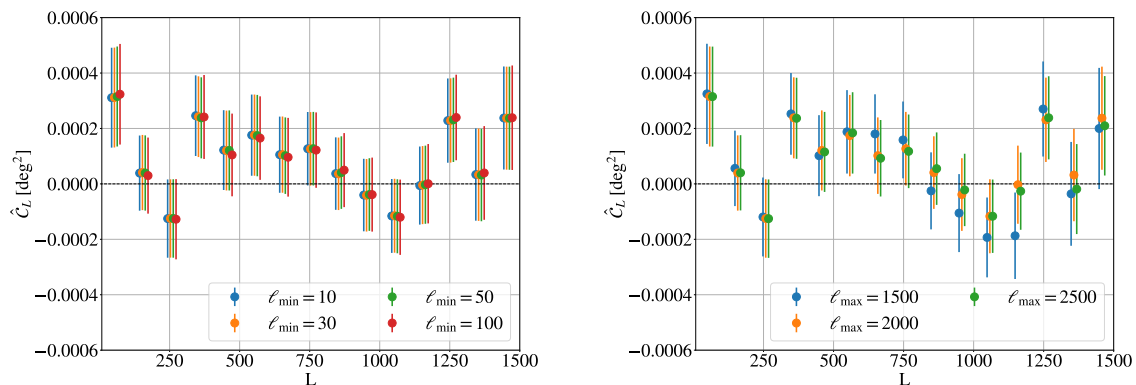 0.0006
0.0004
0.0002
0.0000
−0.0002
−0.0004
−0.0006
Ĉ_L [deg²]
ℓ_min = 10
ℓ_min = 30
ℓ_min = 50
ℓ_min = 100
250 500 750 1000 1250 1500
L
0.0006
0.0004
0.0002
0.0000
−0.0002
−0.0004
−0.0006
Ĉ_L [deg²]
ℓ_max = 1500
ℓ_max = 2000
ℓ_max = 2500
250 500 750 1000 1250 1500
L